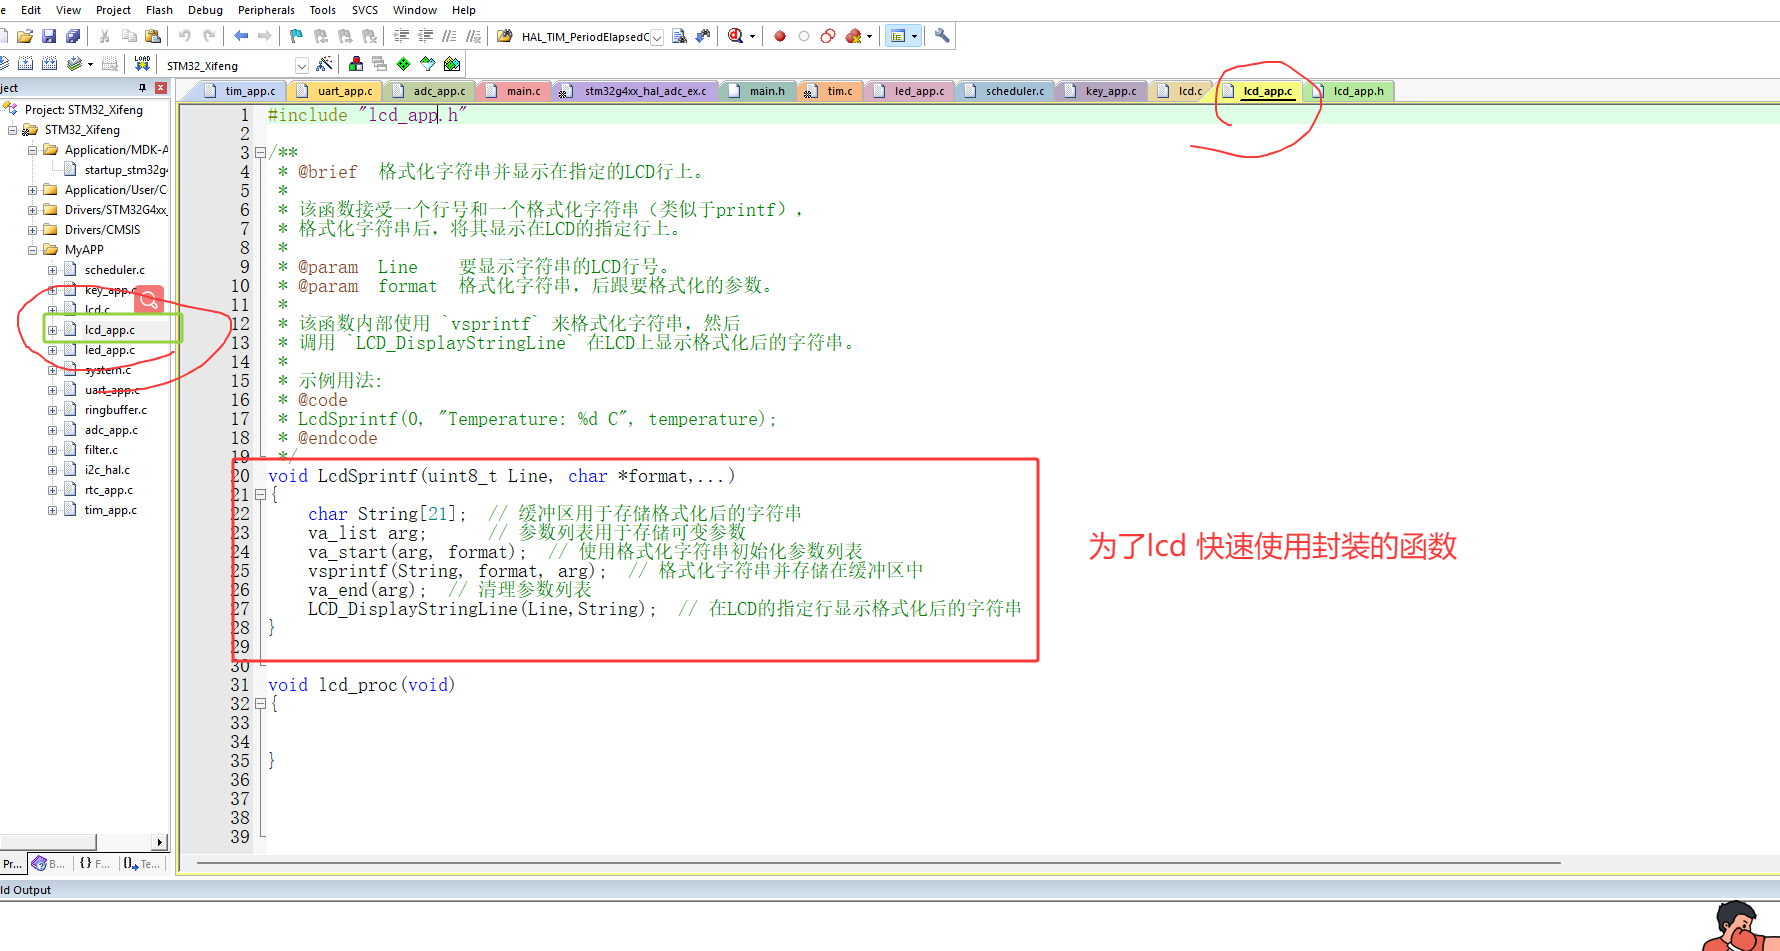 e Edit View Project Flash Debug Peripherals Tools SVCS Window Help
HAL_TIM_PeriodElapsedC
LOAD STM32_Xifeng
ject
Project: STM32_Xifeng
STM32_Xifeng
Application/MDK-A
startup_stm32g4
Application/User/C
Drivers/STM32G4xx_
Drivers/CMSIS
MyAPP
scheduler.c
key_app.c
lcd.c
lcd_app.c
led_app.c
system.c
uart_app.c
ringbuffer.c
adc_app.c
filter.c
i2c_hal.c
rtc_app.c
tim_app.c
Pr... B... {} F... Te...
tim_app.c uart_app.c adc_app.c main.c stm32g4xx_hal_adc_ex.c main.h tim.c led_app.c scheduler.c key_app.c lcd.c lcd_app.c lcd_app.h
1 #include "lcd_app.h"
2
3 /**
4 * @brief 格式化字符串并显示在指定的LCD行上。
5 *
6 * 该函数接受一个行号和一个格式化字符串（类似于printf），
7 * 格式化字符串后，将其显示在LCD的指定行上。
8 *
9 * @param Line 要显示字符串的LCD行号。
10 * @param format 格式化字符串，后跟要格式化的参数。
11 *
12 * 该函数内部使用 `vsprintf` 来格式化字符串，然后
13 * 调用 `LCD_DisplayStringLine` 在LCD上显示格式化后的字符串。
14 *
15 * 示例用法：
16 * @code
17 * LcdSprintf(0, "Temperature: %d C", temperature);
18 * @endcode
19 */
20 void LcdSprintf(uint8_t Line, char *format,...)
21 {
22 char String[21]; // 缓冲区用于存储格式化后的字符串
23 va_list arg; // 参数列表用于存储可变参数
24 va_start(arg, format); // 使用格式化字符串初始化参数列表
25 vsprintf(String, format, arg); // 格式化字符串并存储在缓冲区中
26 va_end(arg); // 清理参数列表
27 LCD_DisplayStringLine(Line,String); // 在LCD的指定行显示格式化后的字符串
28 }
29
30
31 void lcd_proc(void)
32 {
33
34
35 }
36
37
38
39
为了lcd 快速使用封装的函数
ld Output